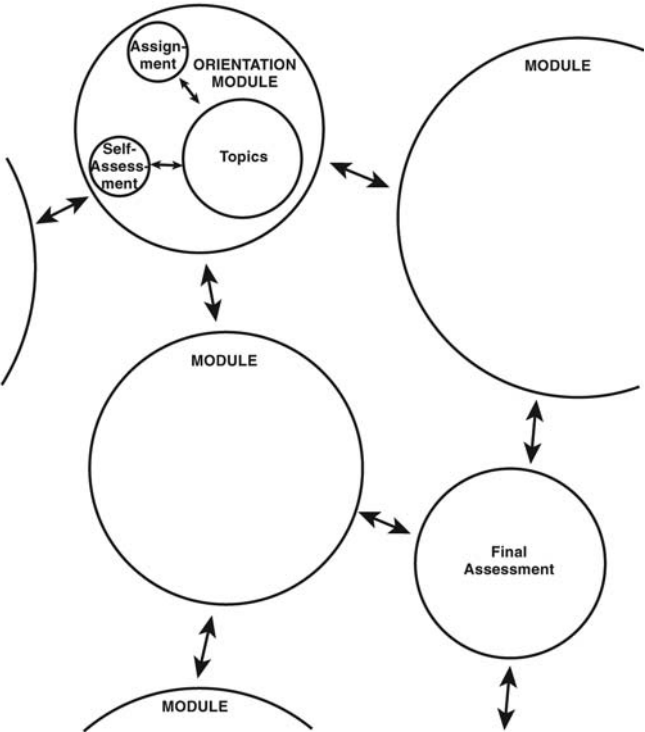 Assign-
ment
ORIENTATION
MODULE
Self-
Assess-
ment
Topics
MODULE
MODULE
Final
Assessment
MODULE